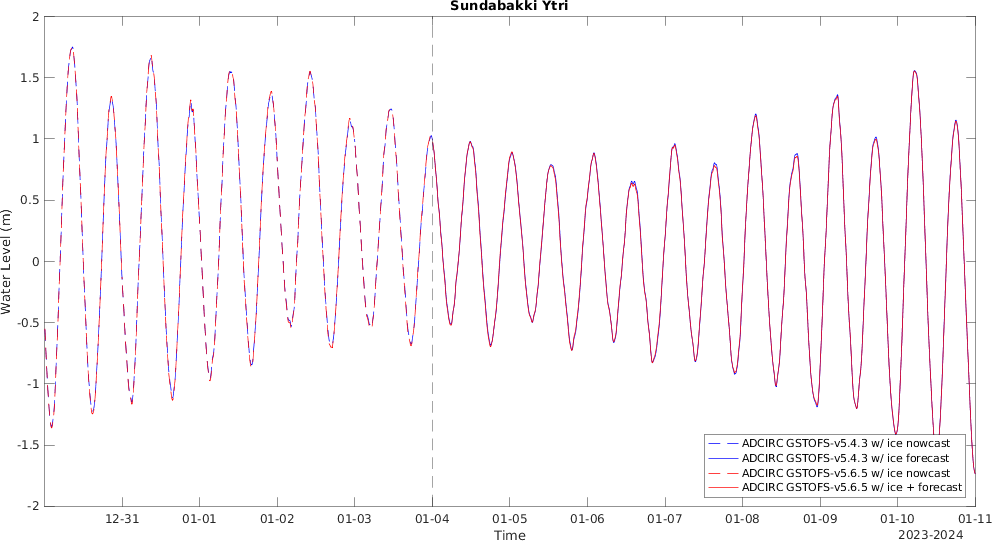 Sundabakki Ytri
2
1.5
1
0.5
0
-0.5
-1
-1.5
-2
Water Level (m)
ADCIRC GSTOFS-v5.4.3 w/ ice nowcast
ADCIRC GSTOFS-v5.4.3 w/ ice forecast
ADCIRC GSTOFS-v5.6.5 w/ ice nowcast
ADCIRC GSTOFS-v5.6.5 w/ ice + forecast
12-31 01-01 01-02 01-03 01-04 01-05 01-06 01-07 01-08 01-09 01-10 01-11
Time
2023-2024